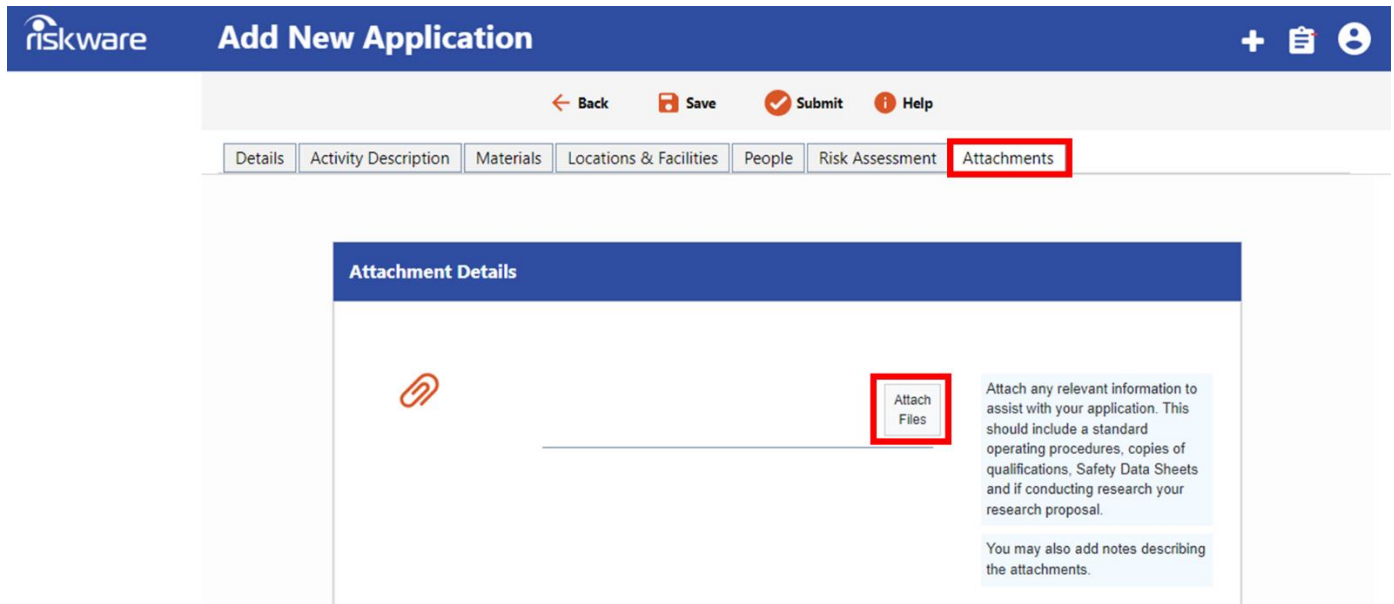 riskware
Add New Application
Back Save Submit Help
Details Activity Description Materials Locations & Facilities People Risk Assessment Attachments
Attachment Details
Attach
Files
Attach any relevant information to
assist with your application. This
should include a standard
operating procedures, copies of
qualifications, Safety Data Sheets
and if conducting research your
research proposal.
You may also add notes describing
the attachments.